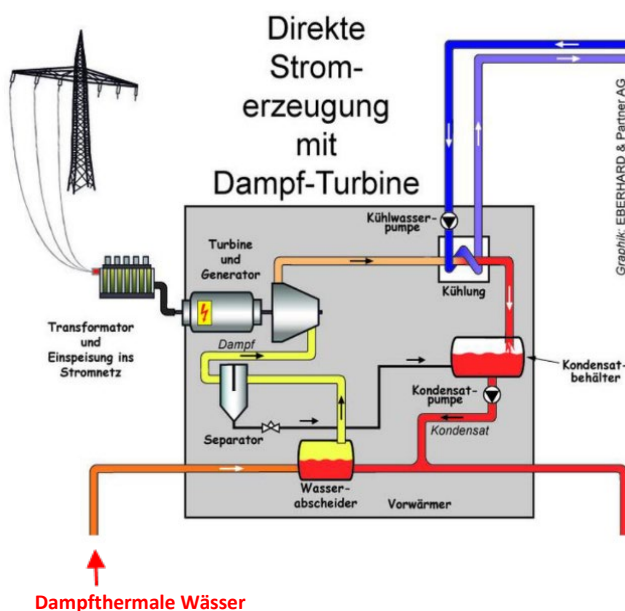 Direkte
Strom-
erzeugung
mit
Dampf-Turbine
Graphik: EBERHARD & Partner AG
Kühlwasser-
pumpe
Turbine
und
Generator
Kühlung
Transformator
und
Einspeisung ins
Stromnetz
Dampf
Kondensat-
behälter
Kondensat-
pumpe
Separator
Kondensat
Wasser-
abscheider
Vorwärmer
Dampfthermale Wässer